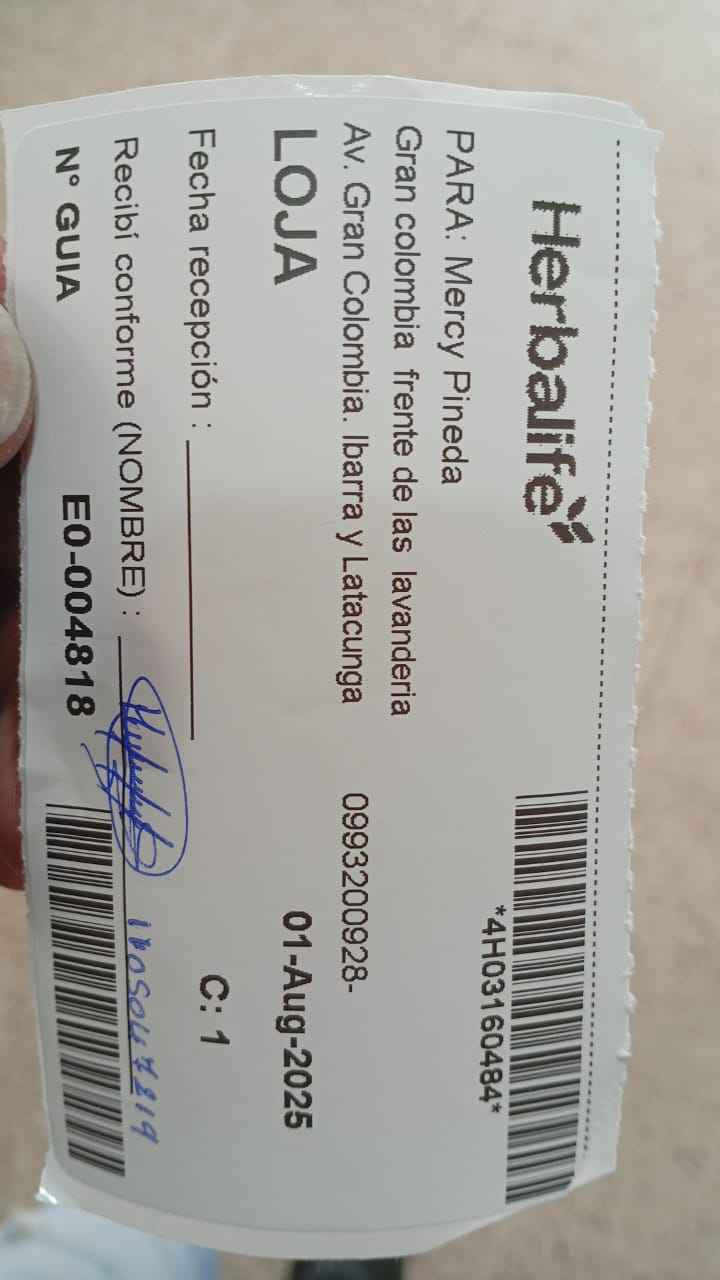 Herbalife
*4H03160484*
PARA: Mercy Pineda
Gran colombia frente de las lavanderia
Av. Gran Colombia. Ibarra y Latacunga 0993200928-
LOJA 01-Aug-2025
Fecha recepción : C: 1
Recibí conforme (NOMBRE) :
N° GUIA E0-004818